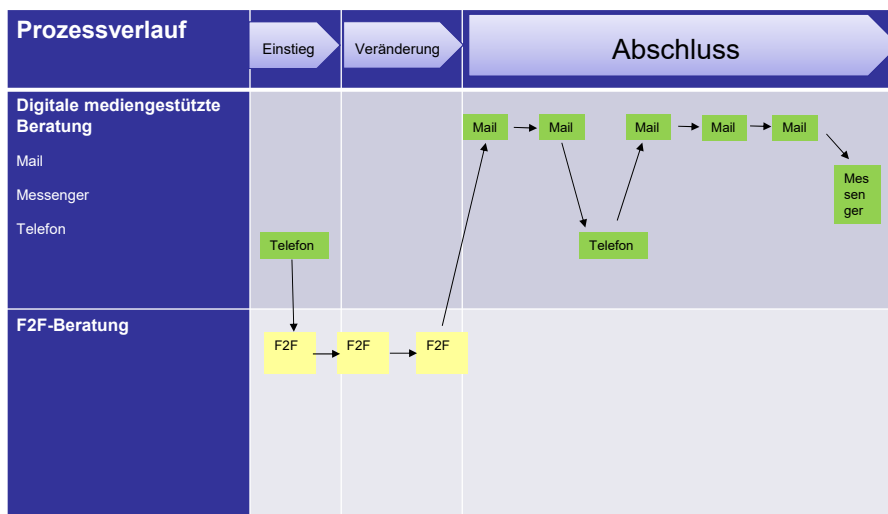 Prozessverlauf
Einstieg
Veränderung
Abschluss
Digitale mediengestützte
Beratung
Mail
Messenger
Telefon
Mail
Mail
Mail
Mail
Mail
Mes
sen
ger
Telefon
Telefon
F2F-Beratung
F2F
F2F
F2F